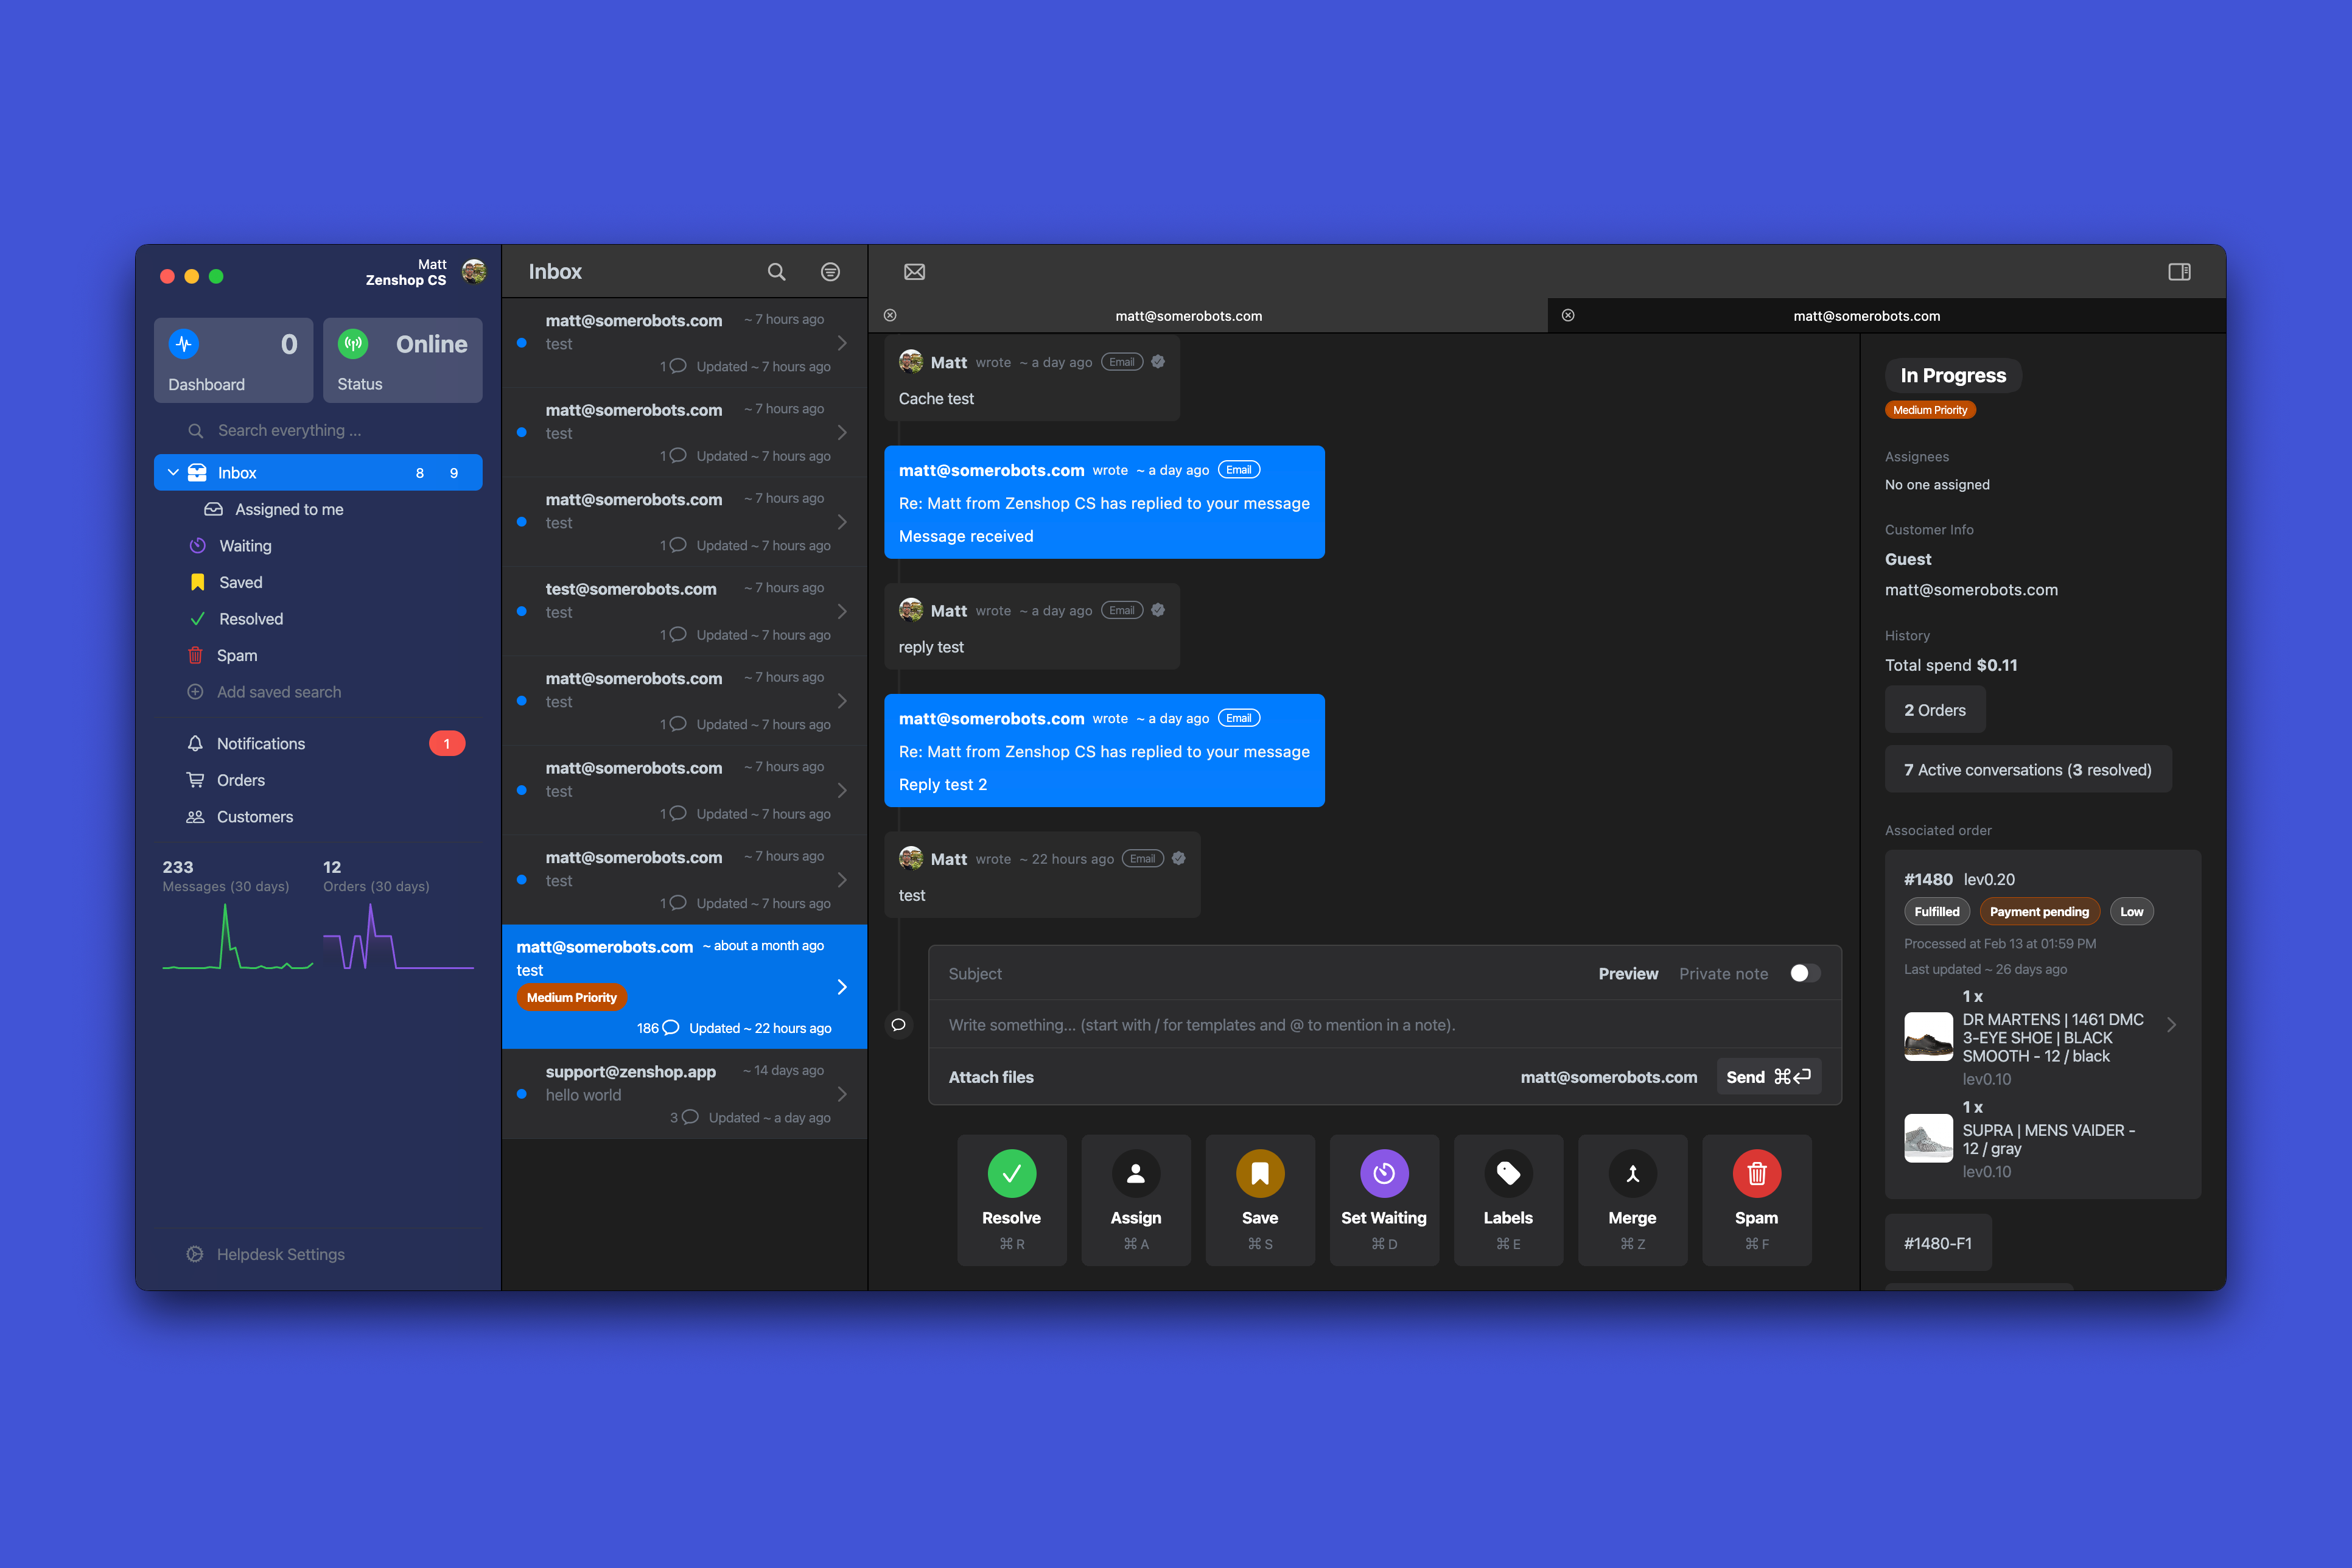 Matt
Zenshop CS
0
Dashboard
Online
Status
Search everything ...
Inbox 8 9
Assigned to me
Waiting
Saved
Resolved
Spam
Add saved search
Notifications 1
Orders
Customers
233
Messages (30 days)
12
Orders (30 days)
Helpdesk Settings
Inbox
matt@somerobots.com ~ 7 hours ago
test
1 Updated ~ 7 hours ago
matt@somerobots.com ~ 7 hours ago
test
1 Updated ~ 7 hours ago
matt@somerobots.com ~ 7 hours ago
test
1 Updated ~ 7 hours ago
test@somerobots.com ~ 7 hours ago
test
1 Updated ~ 7 hours ago
matt@somerobots.com ~ 7 hours ago
test
1 Updated ~ 7 hours ago
matt@somerobots.com ~ 7 hours ago
test
1 Updated ~ 7 hours ago
matt@somerobots.com ~ 7 hours ago
test
1 Updated ~ 7 hours ago
matt@somerobots.com ~ about a month ago
test
Medium Priority
186 Updated ~ 22 hours ago
support@zenshop.app ~ 14 days ago
hello world
3 Updated ~ a day ago
matt@somerobots.com
matt@somerobots.com
Matt wrote ~ a day ago Email
Cache test
matt@somerobots.com wrote ~ a day ago Email
Re: Matt from Zenshop CS has replied to your message
Message received
Matt wrote ~ a day ago Email
reply test
matt@somerobots.com wrote ~ a day ago Email
Re: Matt from Zenshop CS has replied to your message
Reply test 2
Matt wrote ~ 22 hours ago Email
test
Subject Preview Private note
Write something... (start with / for templates and @ to mention in a note).
Attach files matt@somerobots.com Send ⌘↩
Resolve
⌘ R
Assign
⌘ A
Save
⌘ S
Set Waiting
⌘ D
Labels
⌘ E
Merge
⌘ Z
Spam
⌘ F
In Progress
Medium Priority
Assignees
No one assigned
Customer Info
Guest
matt@somerobots.com
History
Total spend $0.11
2 Orders
7 Active conversations (3 resolved)
Associated order
#1480 lev0.20
Fulfilled Payment pending Low
Processed at Feb 13 at 01:59 PM
Last updated ~ 26 days ago
1 x
DR MARTENS | 1461 DMC
3-EYE SHOE | BLACK
SMOOTH - 12 / black
lev0.10
1 x
SUPRA | MENS VAIDER -
12 / gray
lev0.10
#1480-F1